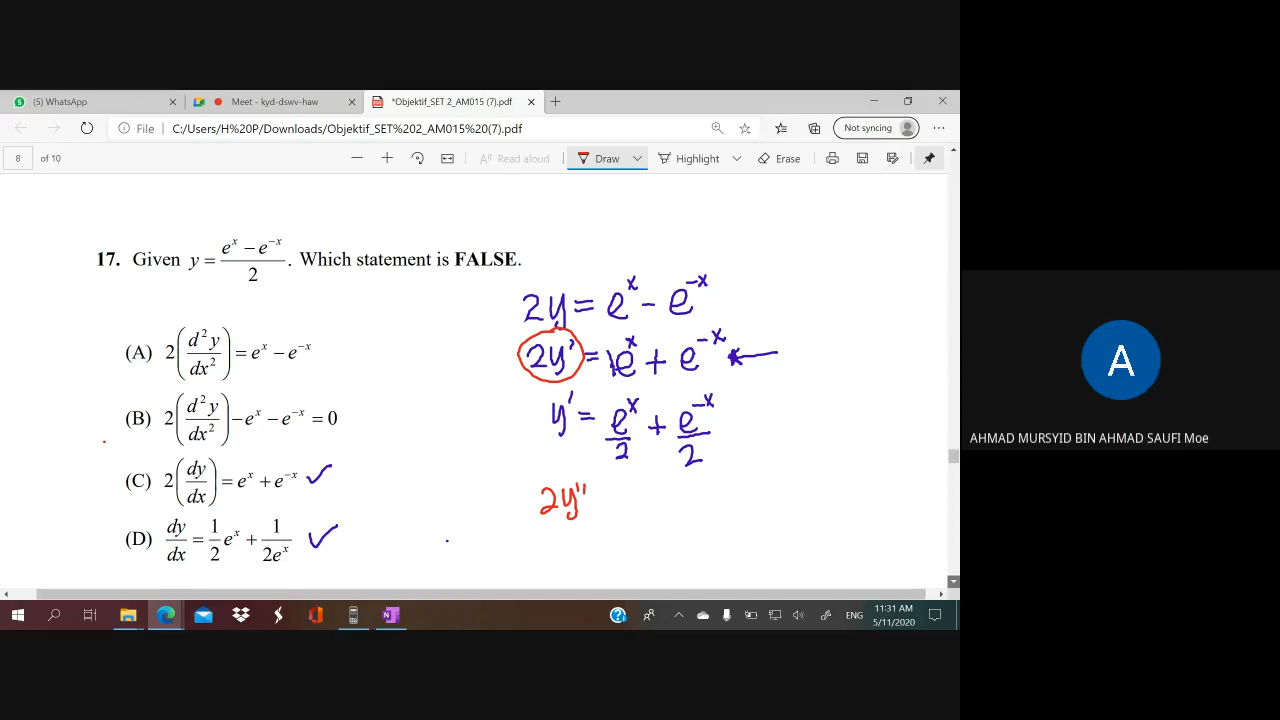 (5) WhatsApp
Meet - kyd-dswv-haw
*Objektif_SET 2_AM015 (7).pdf
File C:/Users/H%20P/Downloads/Objektif_SET%202_AM015%20(7).pdf Not syncing
8 of 10 Read aloud Draw Highlight Erase
17. Given y = (e^x − e^−x)/2. Which statement is FALSE.
(A) 2(d²y/dx²) = e^x − e^−x
(B) 2(d²y/dx²) − e^x − e^−x = 0
(C) 2(dy/dx) = e^x + e^−x ✓
(D) dy/dx = 1/2 e^x + 1/(2e^x) ✓
2y = e^x − e^−x
2y' = e^x + e^−x
y' = e^x/2 + e^−x/2
2y''
A
AHMAD MURSYID BIN AHMAD SAUFI Moe
ENG 11:31 AM
5/11/2020